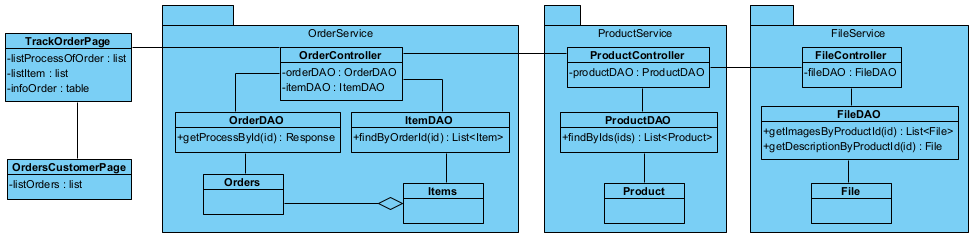 TrackOrderPage
-listProcessOfOrder : list
-listItem : list
-infoOrder : table
OrdersCustomerPage
-listOrders : list
OrderService
OrderController
-orderDAO : OrderDAO
-itemDAO : ItemDAO
OrderDAO
+getProcessById(id) : Response
ItemDAO
+findByOrderId(id) : List<Item>
Orders
Items
ProductService
ProductController
-productDAO : ProductDAO
ProductDAO
+findByIds(ids) : List<Product>
Product
FileService
FileController
-fileDAO : FileDAO
FileDAO
+getImagesByProductId(id) : List<File>
+getDescriptionByProductId(id) : File
File